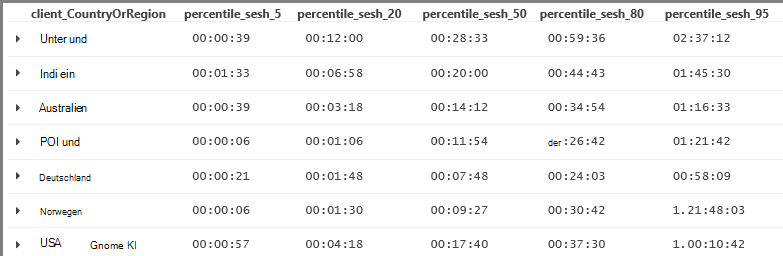 client_CountryOrRegion percentile_sesh_5 percentile_sesh_20 percentile_sesh_50 percentile_sesh_80 percentile_sesh_95
Unter und 00:00:39 00:12:00 00:28:33 00:59:36 02:37:12
Indi ein 00:01:33 00:06:58 00:20:00 00:44:43 01:45:30
Australien 00:00:39 00:03:18 00:14:12 00:34:54 01:16:33
POI und 00:00:06 00:01:06 00:11:54 der:26:42 01:21:42
Deutschland 00:00:21 00:01:48 00:07:48 00:24:03 00:58:09
Norwegen 00:00:06 00:01:30 00:09:27 00:30:42 1.21:48:03
USA Gnome KI 00:00:57 00:04:18 00:17:40 00:37:30 1.00:10:42